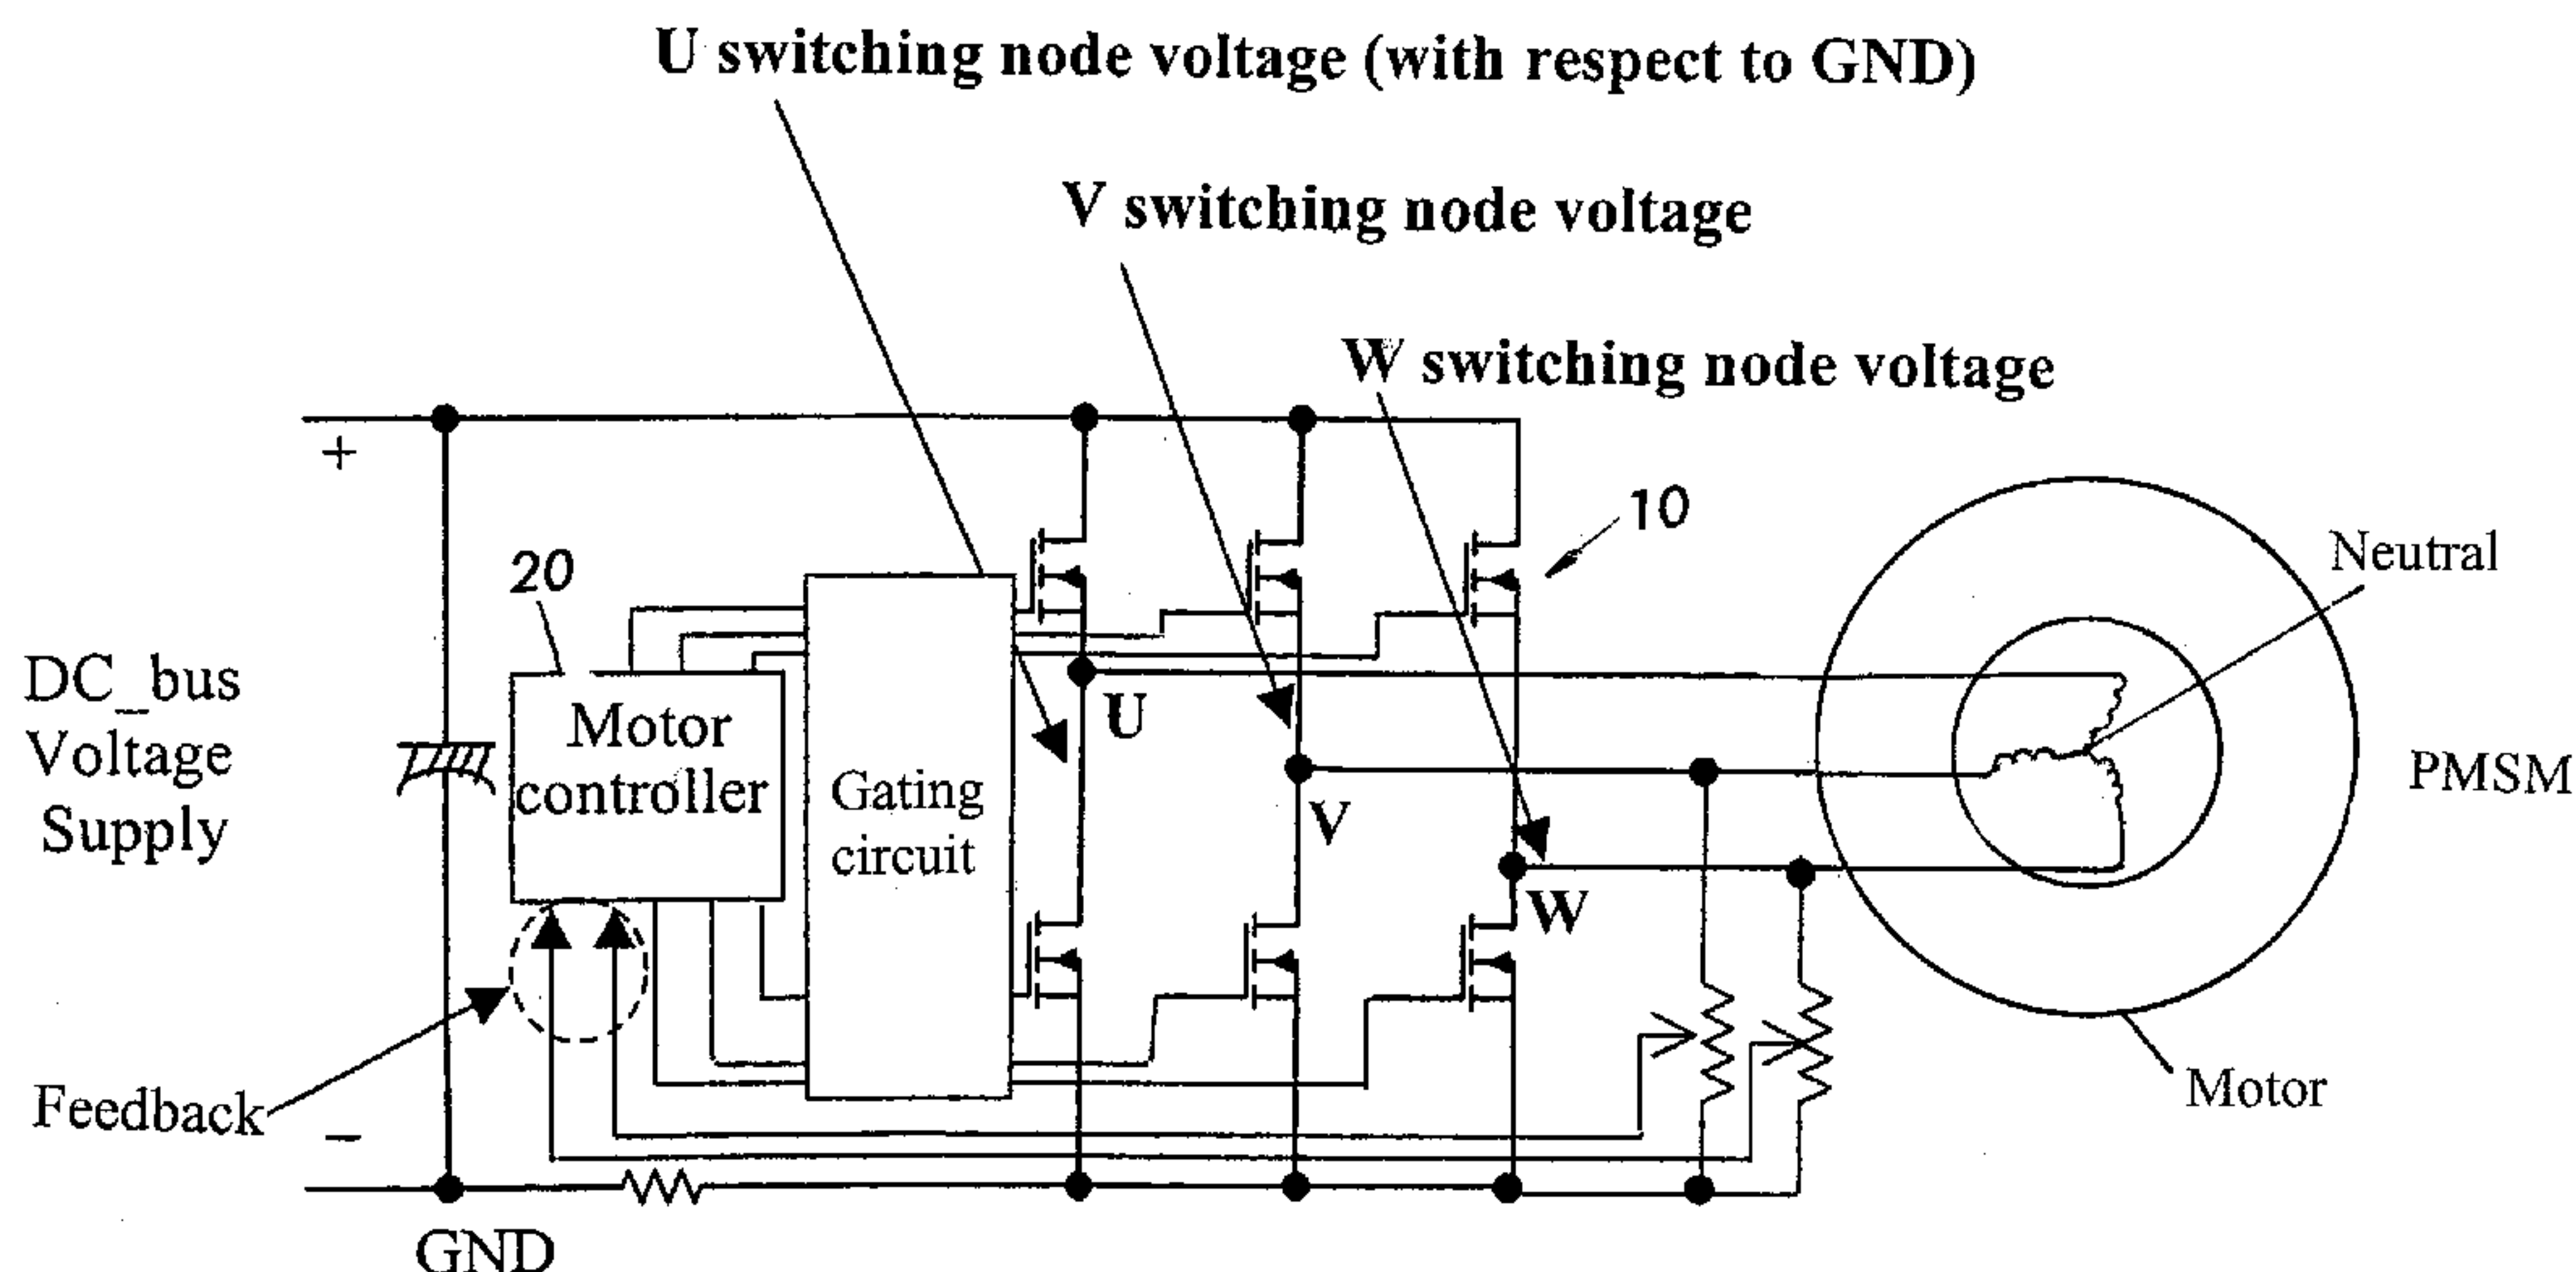 U switching node voltage (with respect to GND)
V switching node voltage
W switching node voltage
+
10
Neutral
20
DC_bus
Voltage
Supply
Motor
controller
Gating
circuit
U
V
W
PMSM
Feedback
Motor
−
GND